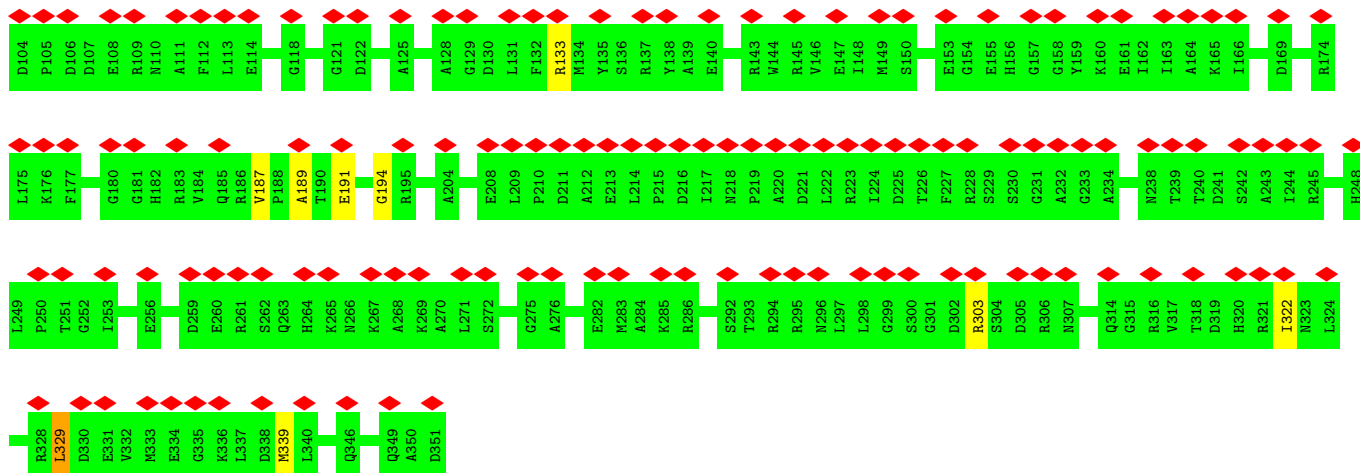 D104 P105 D106 D107 E108 R109 N110 A111 F112 L113 E114 G118 G121 D122 A125 A128 G129 D130 L131 F132 R133 M134 Y135 S136 R137 Y138 A139 E140 R143 W144 R145 V146 E147 I148 M149 S150 E153 G154 E155 H156 G157 G158 Y159 K160 E161 I162 I163 A164 K165 I166 D169 R174
L175 K176 F177 G180 G181 H182 R183 V184 Q185 R186 V187 P188 A189 T190 E191 G194 R195 A204 E208 L209 P210 D211 A212 E213 L214 P215 D216 I217 N218 P219 A220 D221 L222 R223 I224 D225 T226 F227 R228 S229 S230 G231 A232 G233 A234 N238 T239 T240 D241 S242 A243 I244 R245 H248
L249 P250 T251 G252 I253 E256 D259 E260 R261 S262 Q263 H264 K265 N266 K267 A268 K269 A270 L271 S272 G275 A276 E282 M283 A284 K285 R286 S292 T293 R294 R295 N296 L297 L298 G299 S300 G301 D302 R303 S304 D305 R306 N307 Q314 G315 R316 V317 T318 D319 H320 R321 I322 N323 L324
R328 L329 D330 E331 V332 M333 E334 G335 K336 L337 D338 M339 L340 Q346 Q349 A350 D351